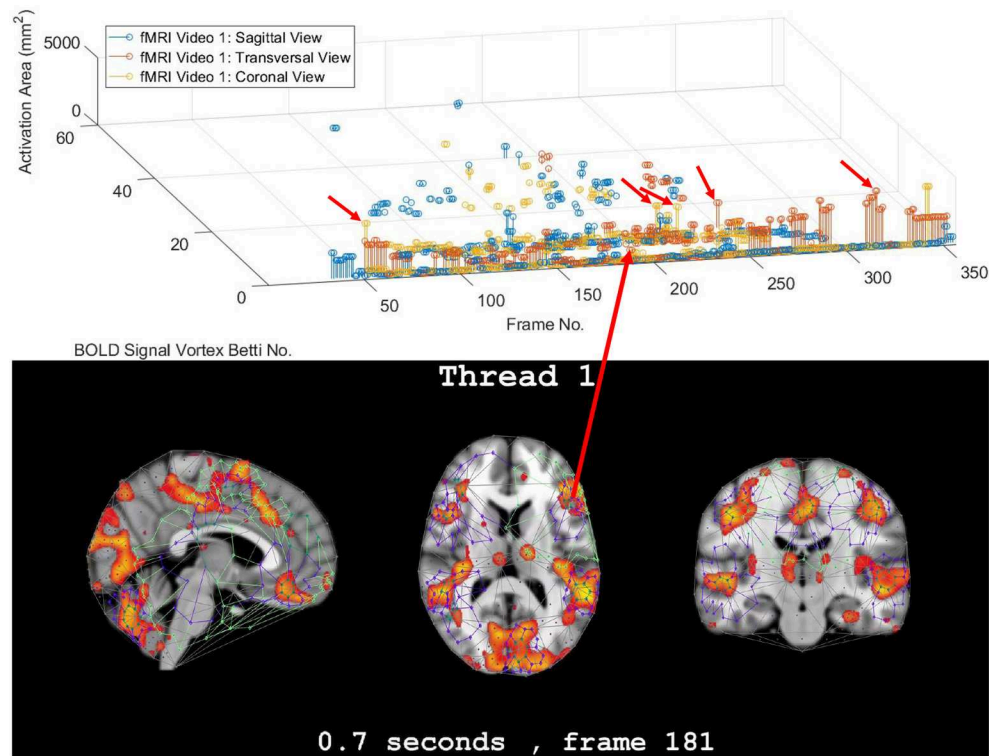 Activation Area (mm²)
5000
0
60
40
20
0
fMRI Video 1: Sagittal View
fMRI Video 1: Transversal View
fMRI Video 1: Coronal View
50
100
150
200
250
300
350
Frame No.
BOLD Signal Vortex Betti No.
Thread 1
0.7 seconds , frame 181